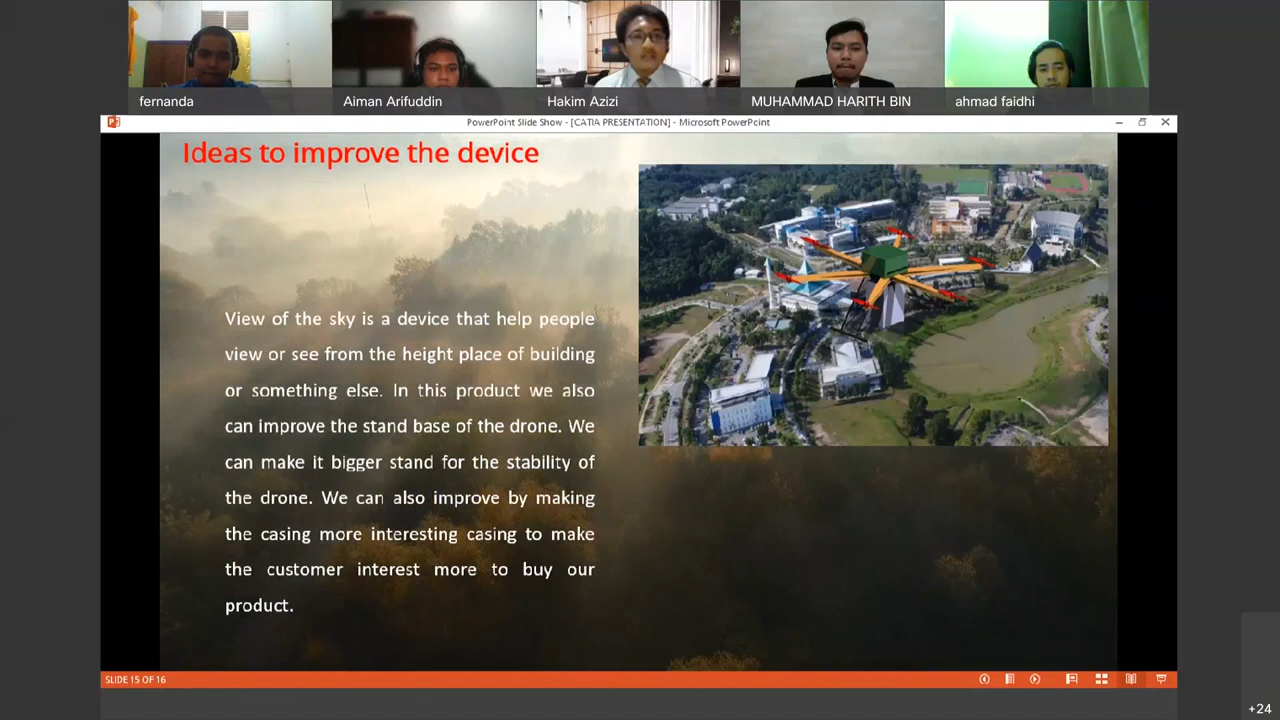 fernanda
Aiman Arifuddin
Hakim Azizi
MUHAMMAD HARITH BIN
ahmad faidhi
PowerPoint Slide Show - [CATIA PRESENTATION] - Microsoft PowerPoint
Ideas to improve the device
View of the sky is a device that help people
view or see from the height place of building
or something else. In this product we also
can improve the stand base of the drone. We
can make it bigger stand for the stability of
the drone. We can also improve by making
the casing more interesting casing to make
the customer interest more to buy our
product.
SLIDE 15 OF 16
+24